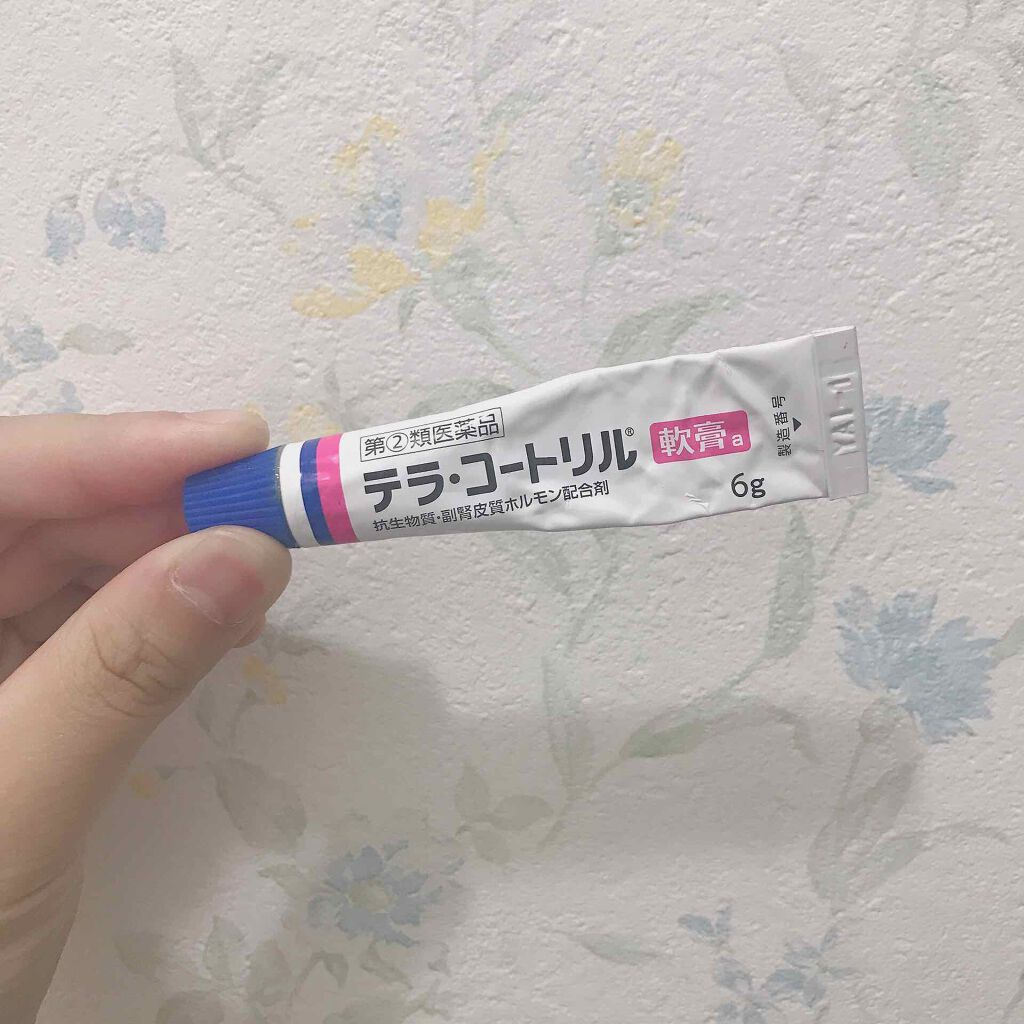 第②類医薬品
テラ・コートリル®
軟膏a
抗生物質・副腎皮質ホルモン配合剤
6g
製造番号▼